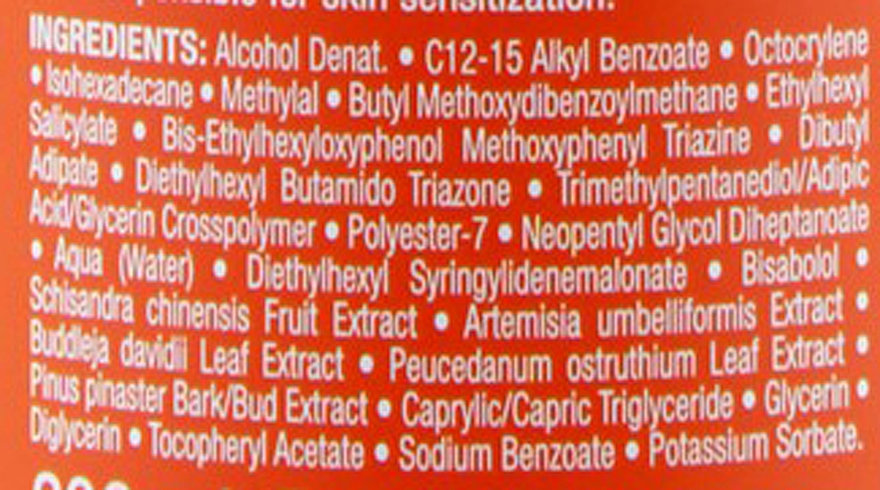 for skin sensitization.
INGREDIENTS: Alcohol Denat. • C12-15 Alkyl Benzoate • Octocrylene
• Isohexadecane • Methylal • Butyl Methoxydibenzoylmethane • Ethylhexyl
Salicylate • Bis-Ethylhexyloxyphenol Methoxyphenyl Triazine • Dibutyl
Adipate • Diethylhexyl Butamido Triazone • Trimethylpentanediol/Adipic
Acid/Glycerin Crosspolymer • Polyester-7 • Neopentyl Glycol Diheptanoate
• Aqua (Water) • Diethylhexyl Syringylidenemalonate • Bisabolol •
Schisandra chinensis Fruit Extract • Artemisia umbelliformis Extract •
Buddleja davidii Leaf Extract • Peucedanum ostruthium Leaf Extract •
Pinus pinaster Bark/Bud Extract • Caprylic/Capric Triglyceride • Glycerin •
Diglycerin • Tocopheryl Acetate • Sodium Benzoate • Potassium Sorbate.